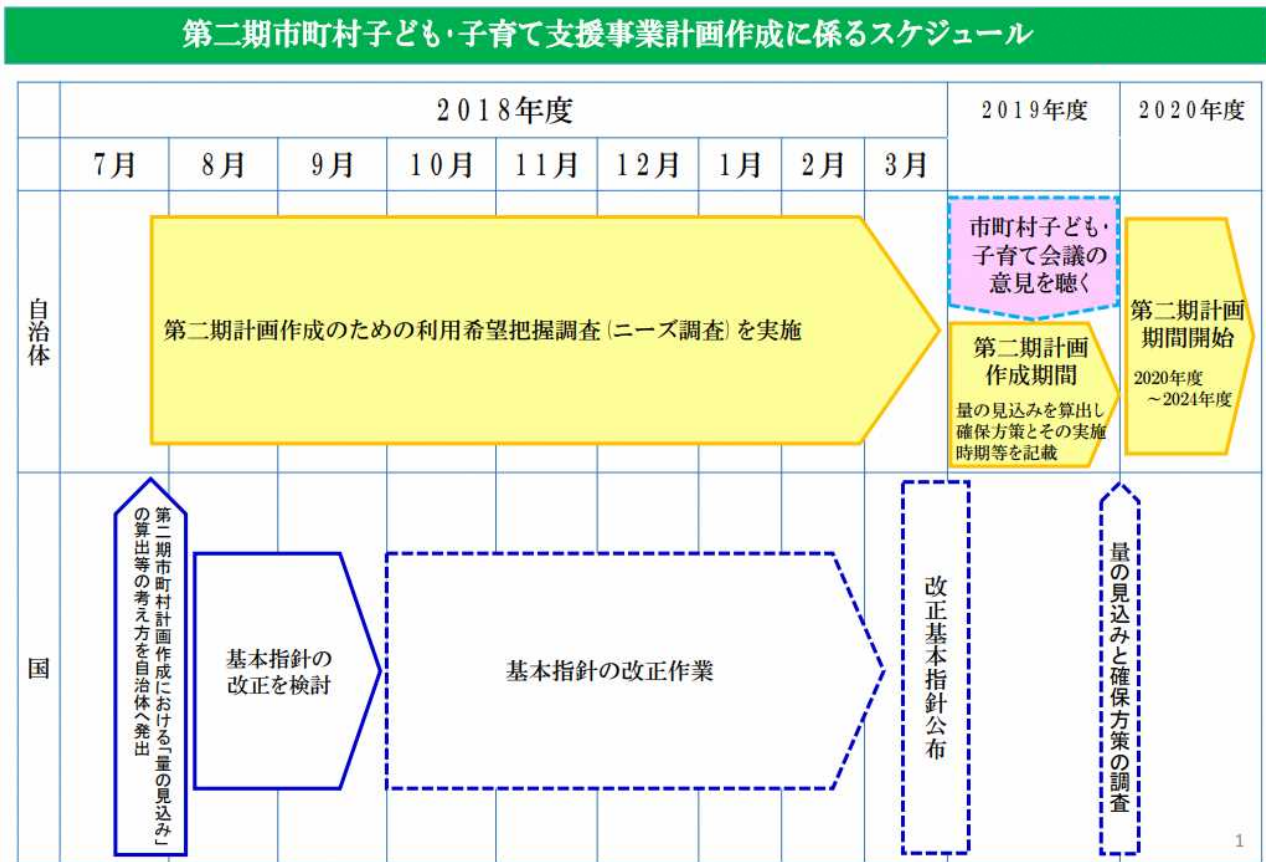 第二期市町村子ども・子育て支援事業計画作成に係るスケジュール
2018年度
2019年度
2020年度
7月
8月
9月
10月
11月
12月
1月
2月
3月
自治体
第二期計画作成のための利用希望把握調査(ニーズ調査)を実施
市町村子ども・
子育て会議の
意見を聴く
第二期計画
作成期間
量の見込みを算出し
確保方策とその実施
時期等を記載
第二期計画
期間開始
2020年度
～2024年度
国
第二期市町村計画作成における「量の見込み」
の算出等の考え方を自治体へ発出
基本指針の
改正を検討
基本指針の改正作業
改正基本指針公布
量の見込みと確保方策の調査
1